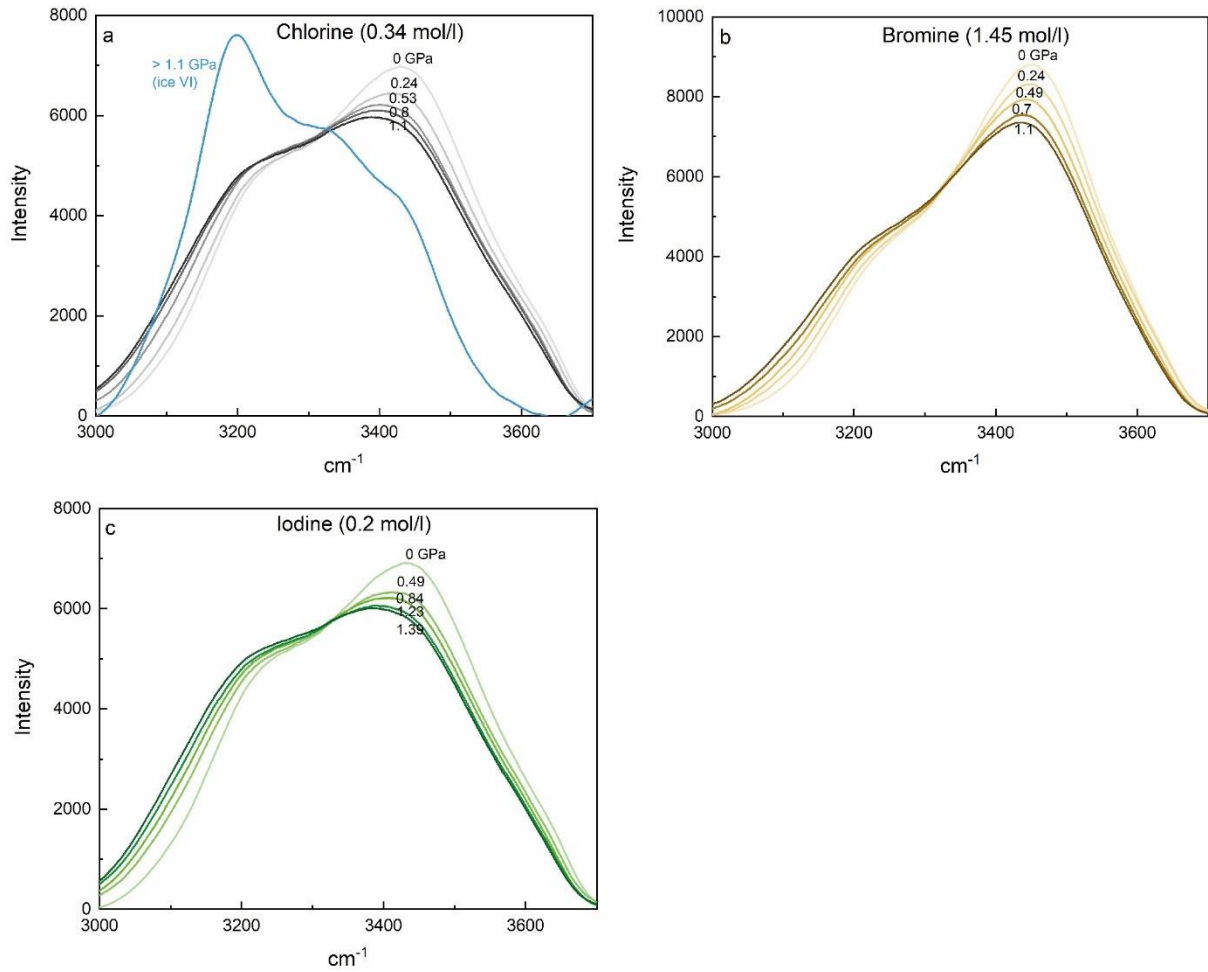 a
Chlorine (0.34 mol/l)
> 1.1 GPa
(ice VI)
0 GPa
0.24
0.53
0.8
1.1
8000
6000
4000
2000
0
Intensity
3000
3200
3400
3600
cm-1
b
Bromine (1.45 mol/l)
0 GPa
0.24
0.49
0.7
1.1
10000
8000
6000
4000
2000
0
Intensity
3000
3200
3400
3600
cm-1
c
Iodine (0.2 mol/l)
0 GPa
0.49
0.84
1.23
1.39
8000
6000
4000
2000
0
Intensity
3000
3200
3400
3600
cm-1